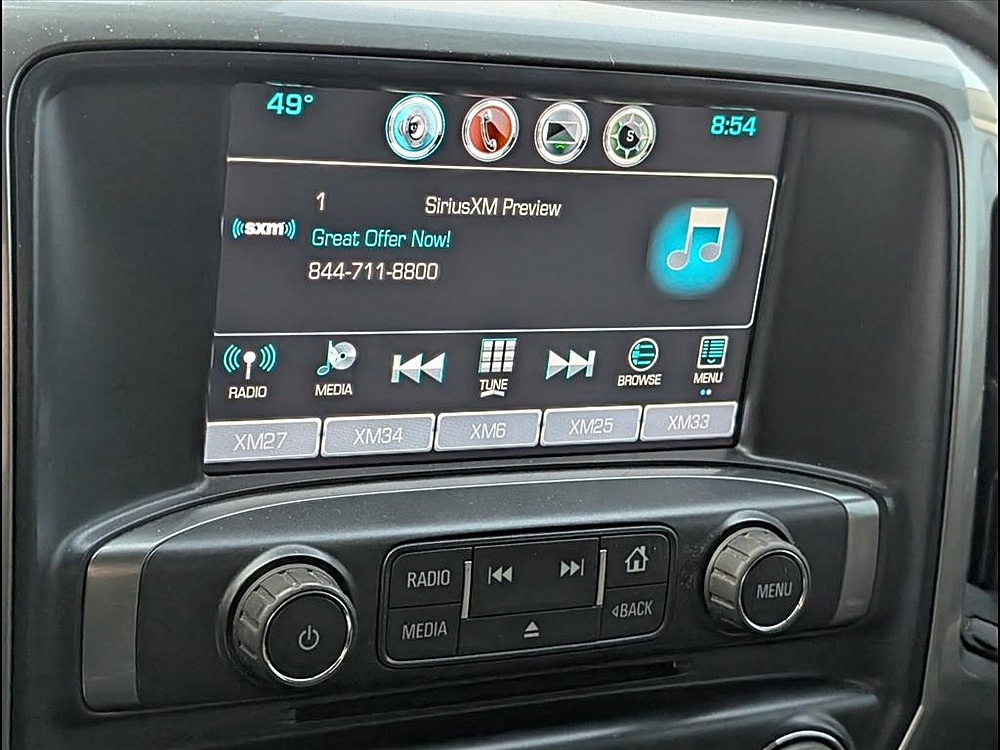 49°
S
8:54
1 SiriusXM Preview
((sxm))
Great Offer Now!
844-711-8800
RADIO
MEDIA
TUNE
BROWSE
MENU
XM27
XM34
XM6
XM25
XM33
RADIO
MEDIA
BACK
MENU